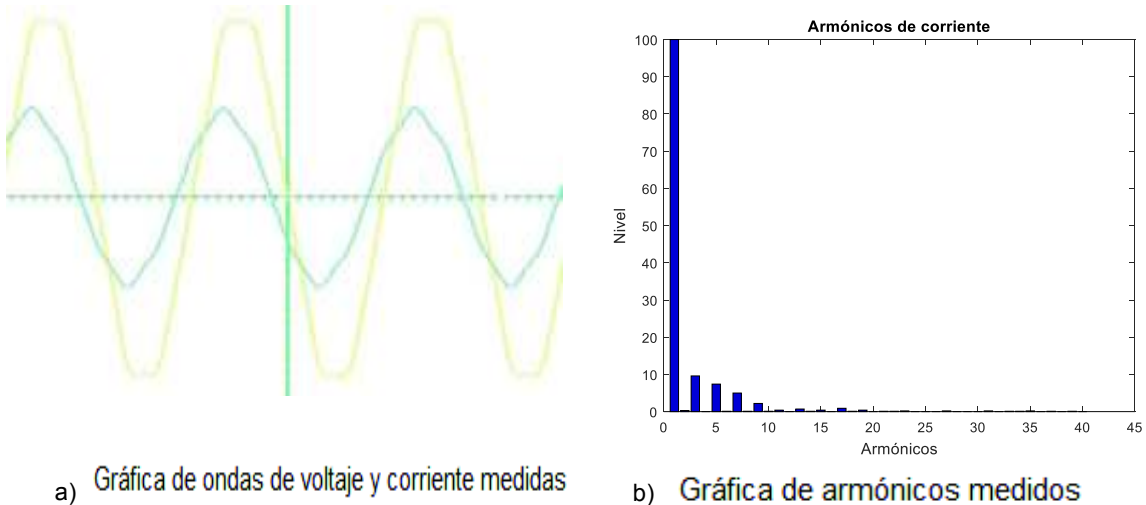 Armónicos de corriente
100
90
80
70
60
50
40
30
20
10
0
Nivel
0 5 10 15 20 25 30 35 40 45
Armónicos
a) Gráfica de ondas de voltaje y corriente medidas
b) Gráfica de armónicos medidos